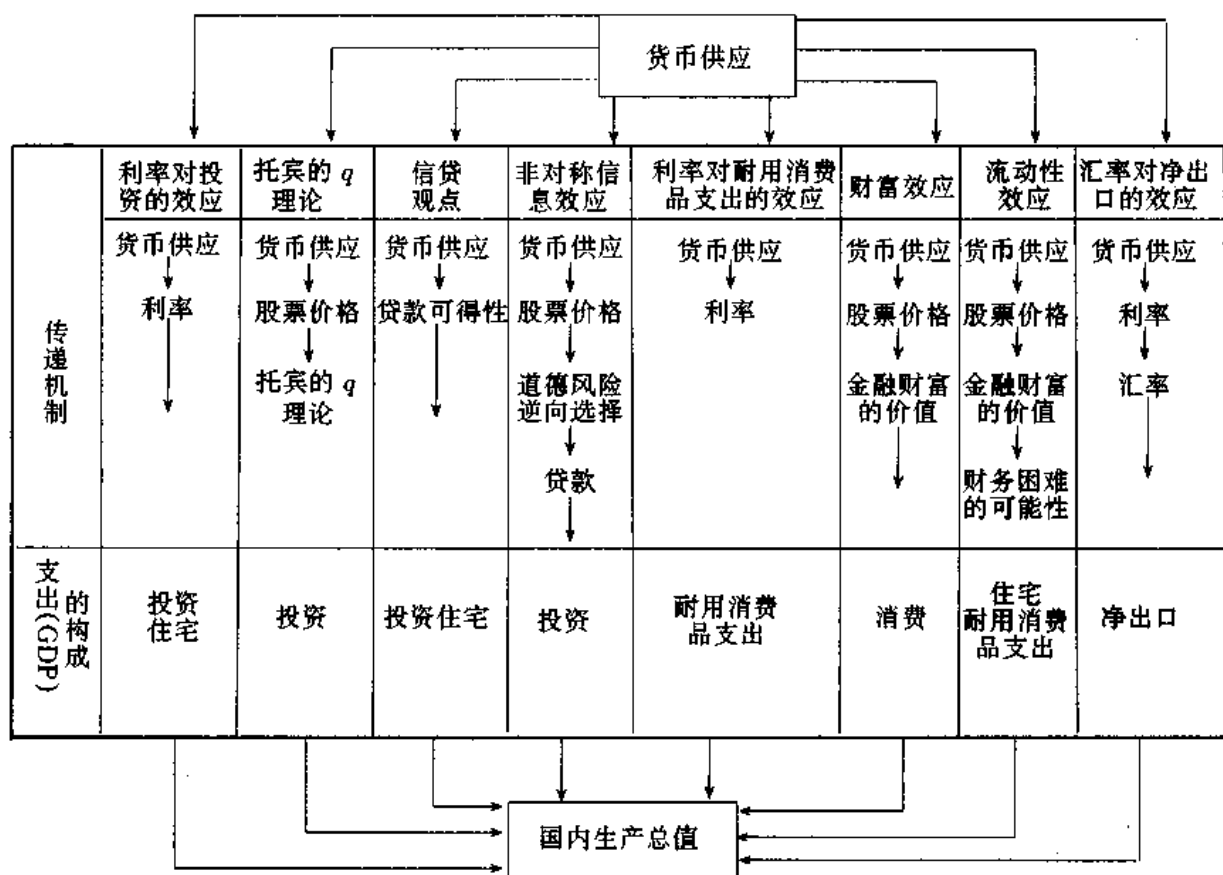 货币供应
利率对投
资的效应
托宾的 q
理论
信贷
观点
非对称信
息效应
利率对耐用消费
品支出的效应
财富效应
流动性
效应
汇率对净出
口的效应
传递机制
货币供应
利率
货币供应
股票价格
托宾的 q
理论
货币供应
贷款可得性
货币供应
股票价格
道德风险
逆向选择
贷款
货币供应
利率
货币供应
股票价格
金融财富
的价值
货币供应
股票价格
金融财富
的价值
财务困难
的可能性
货币供应
利率
汇率
支出(GDP)
的构成
投资
住宅
投资
投资住宅
投资
耐用消费
品支出
消费
住宅
耐用消费
品支出
净出口
国内生产总值